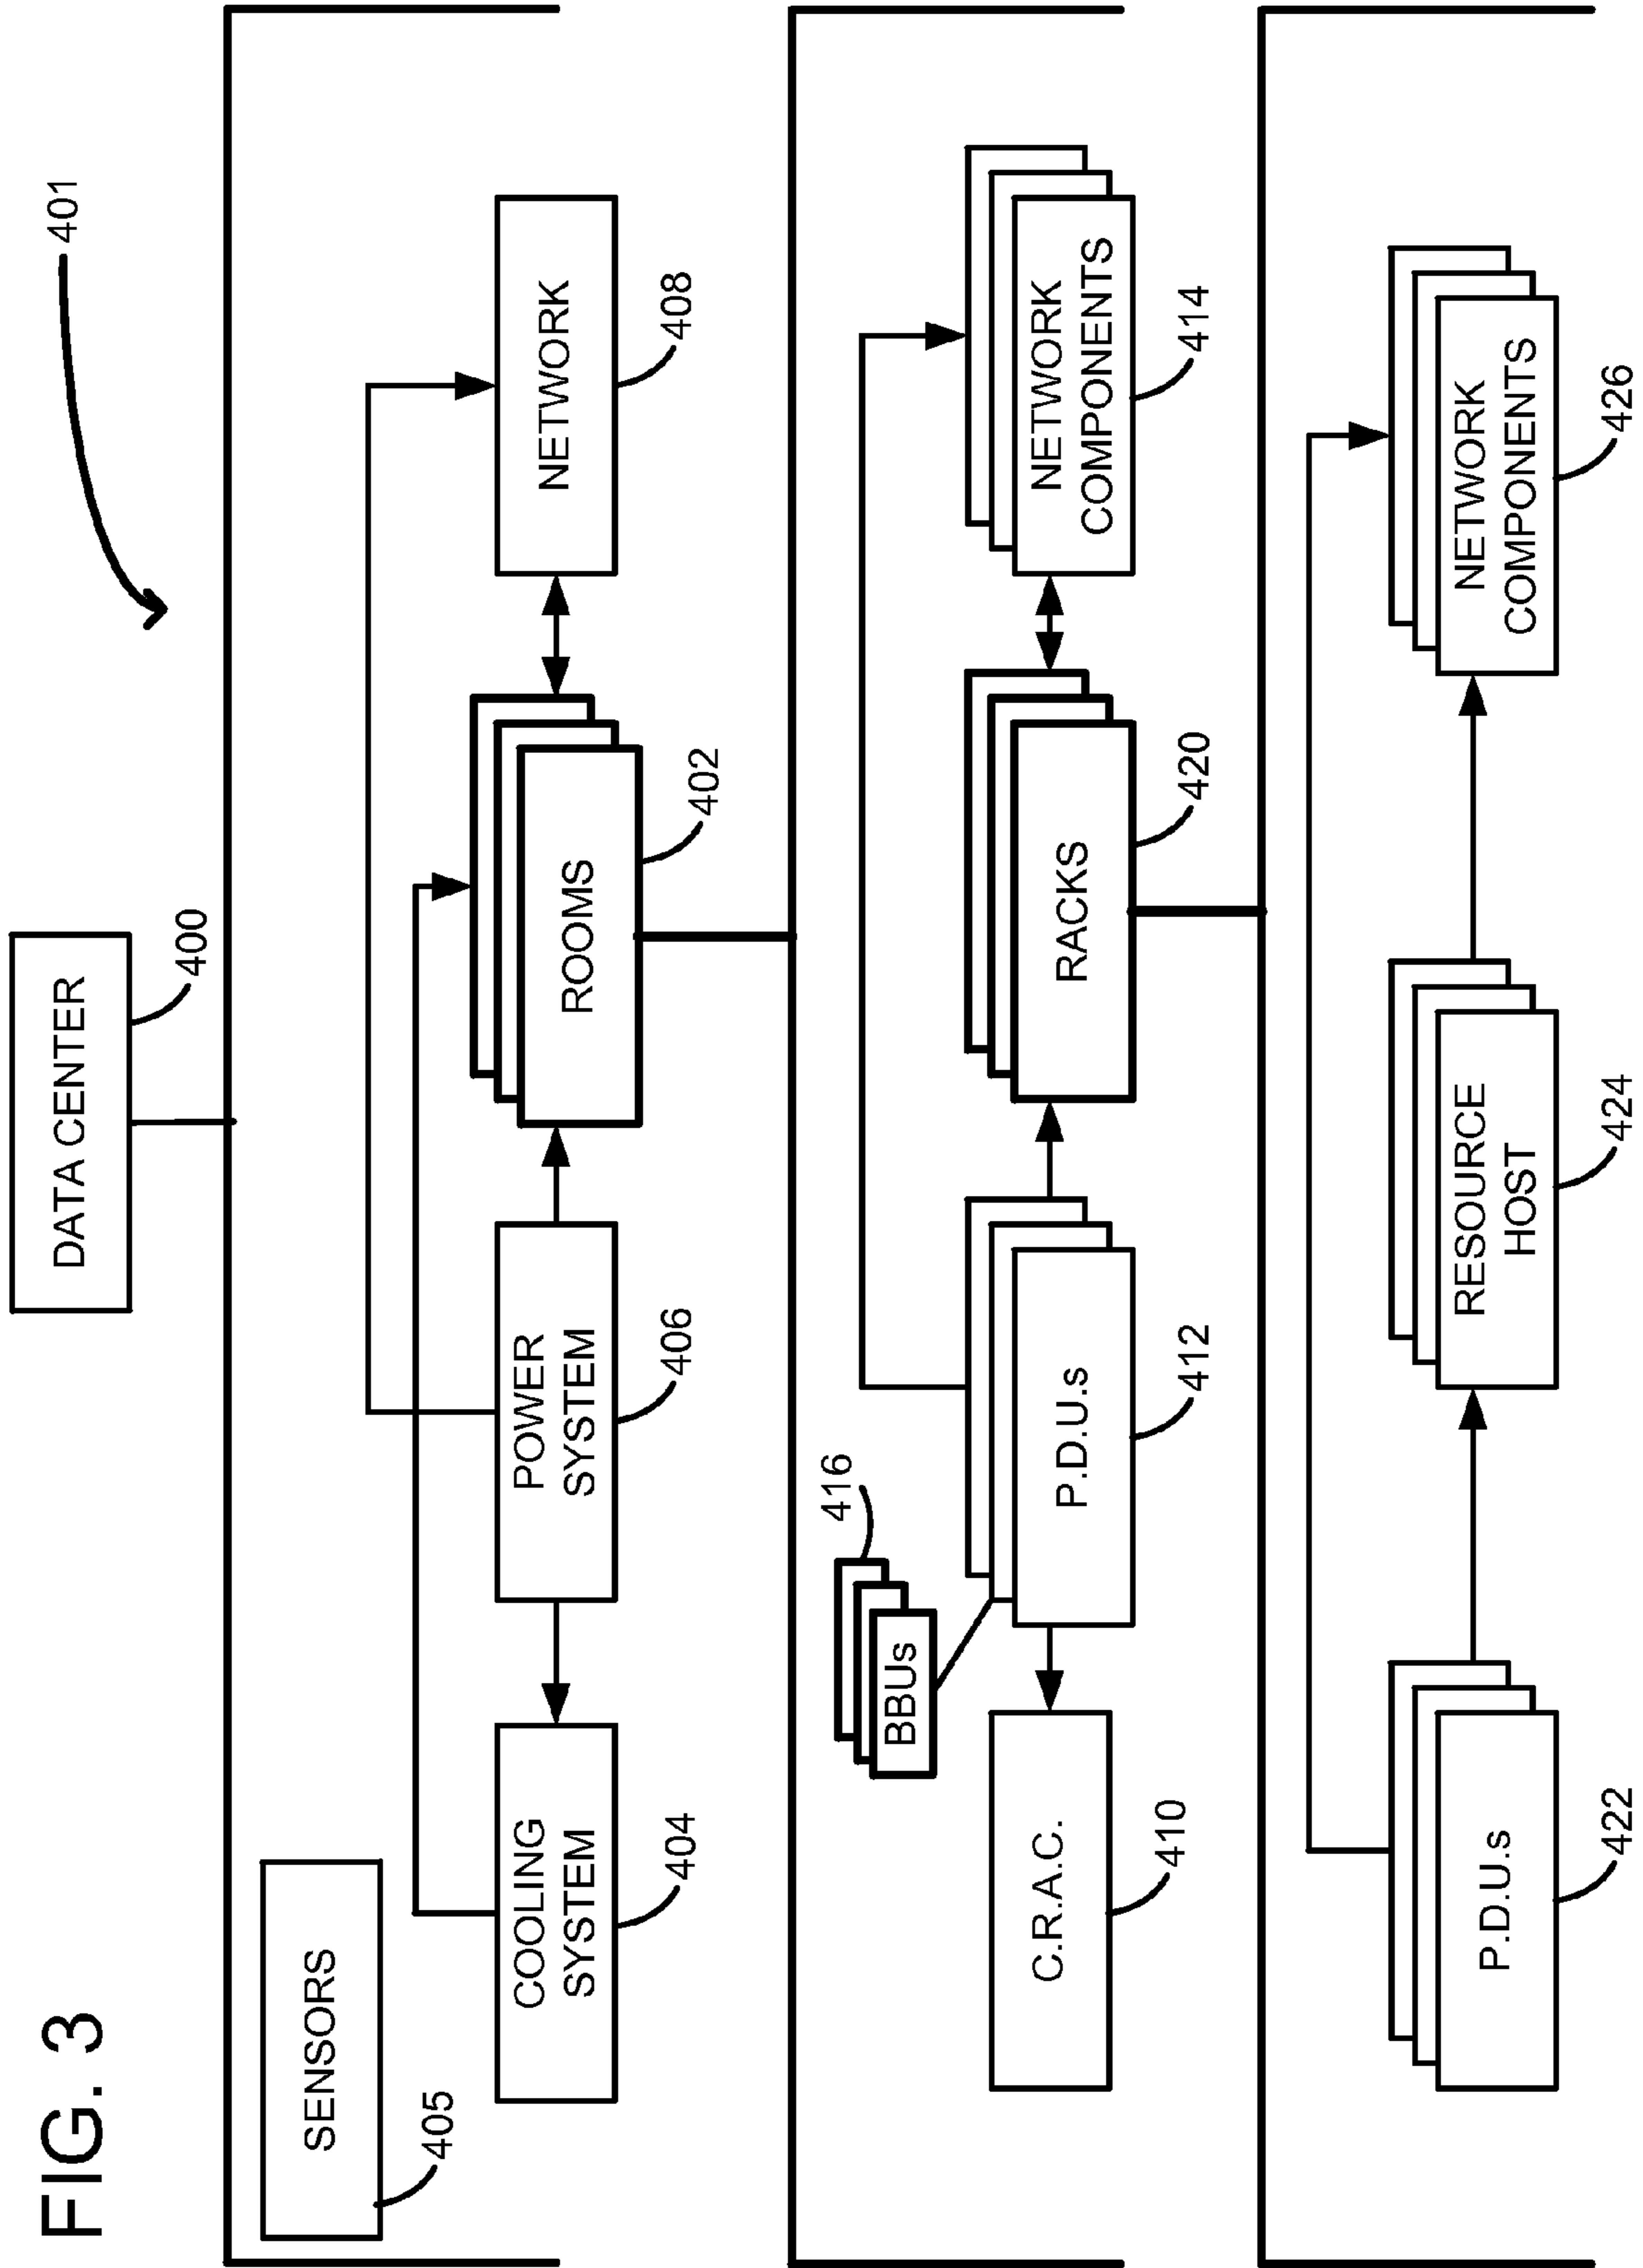 FIG. 3
401
DATA CENTER
400
SENSORS
405
COOLING
SYSTEM
404
POWER
SYSTEM
406
ROOMS
402
NETWORK
408
BBUs
416
C.R.A.C.
410
P.D.U.s
412
RACKS
420
NETWORK
COMPONENTS
414
P.D.U.s
422
RESOURCE
HOST
424
NETWORK
COMPONENTS
426